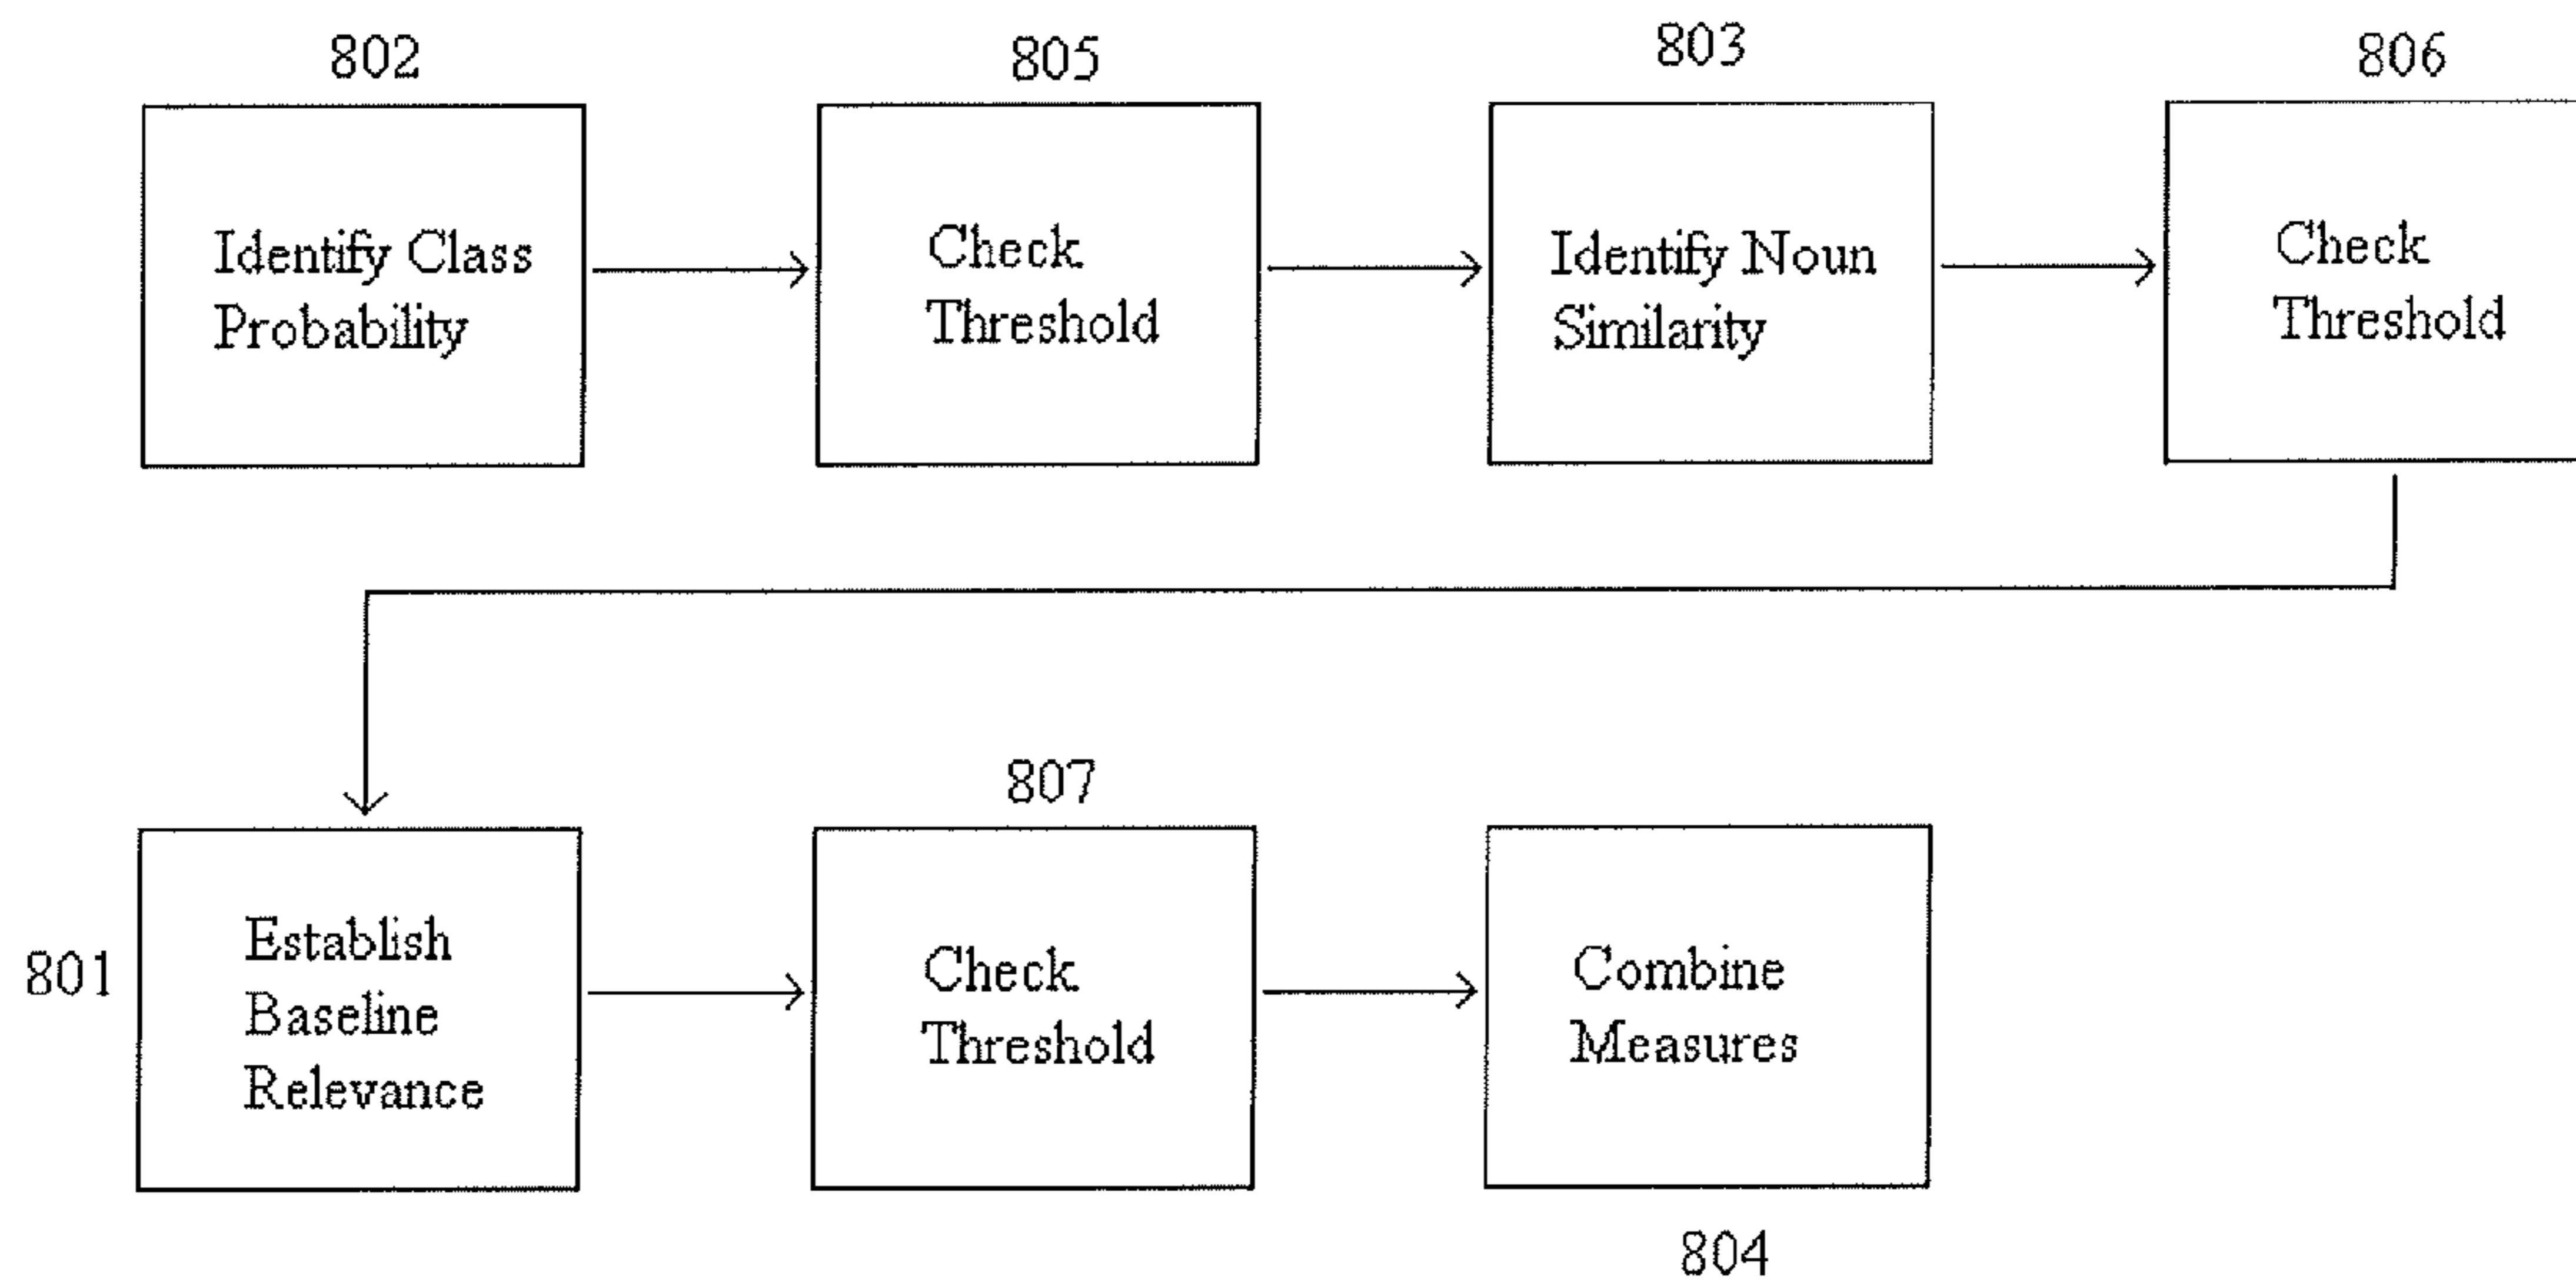 802
Identify Class
Probability
805
Check
Threshold
803
Identify Noun
Similarity
806
Check
Threshold
801
Establish
Baseline
Relevance
807
Check
Threshold
Combine
Measures
804